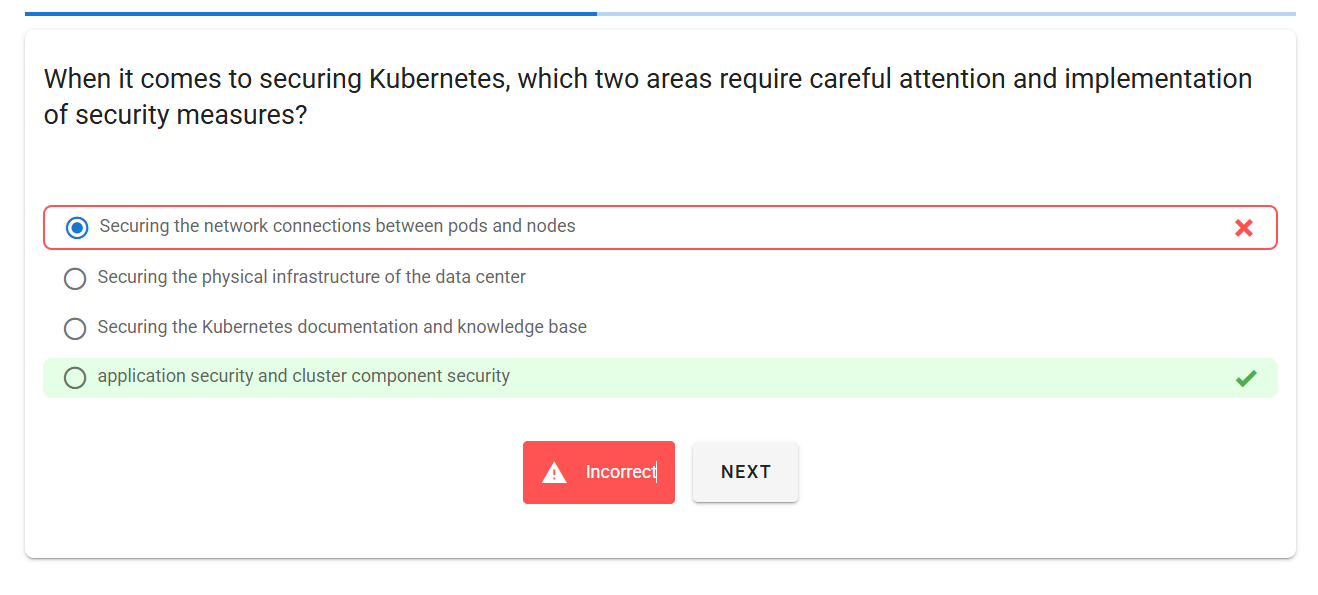 When it comes to securing Kubernetes, which two areas require careful attention and implementation
of security measures?
Securing the network connections between pods and nodes
Securing the physical infrastructure of the data center
Securing the Kubernetes documentation and knowledge base
application security and cluster component security
Incorrect
NEXT